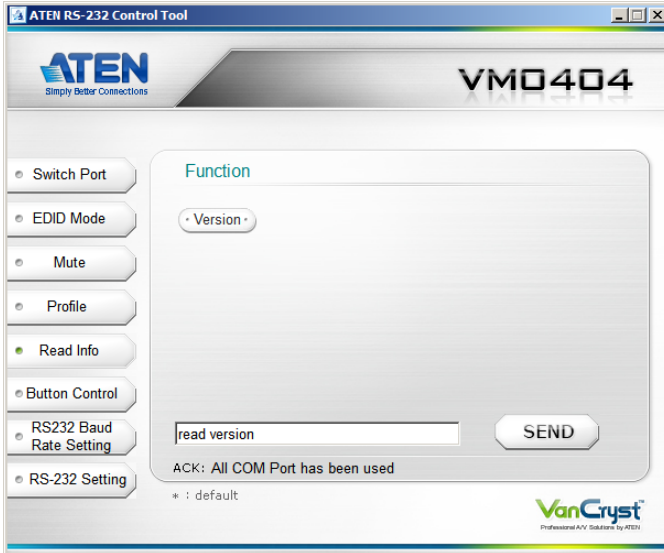 ATEN RS-232 Control Tool
ATEN
Simply Better Connections
VM0404
Switch Port
EDID Mode
Mute
Profile
Read Info
Button Control
RS232 Baud
Rate Setting
RS-232 Setting
Function
· Version ·
read version
SEND
ACK: All COM Port has been used
* : default
VanCryst™
Professional A/V Solutions by ATEN